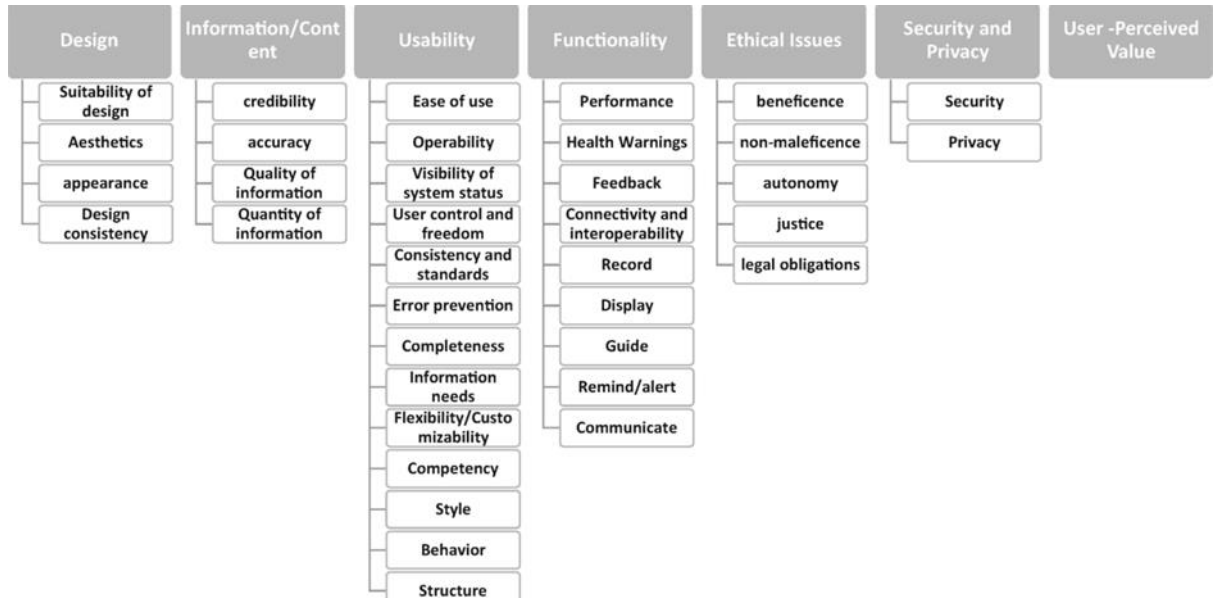 Design
Information/Cont
ent
Usability
Functionality
Ethical Issues
Security and
Privacy
User -Perceived
Value
Suitability of
design
Aesthetics
appearance
Design
consistency
credibility
accuracy
Quality of
information
Quantity of
information
Ease of use
Operability
Visibility of
system status
User control and
freedom
Consistency and
standards
Error prevention
Completeness
Information
needs
Flexibility/Custo
mizability
Competency
Style
Behavior
Structure
Performance
Health Warnings
Feedback
Connectivity and
interoperability
Record
Display
Guide
Remind/alert
Communicate
beneficence
non-maleficence
autonomy
justice
legal obligations
Security
Privacy